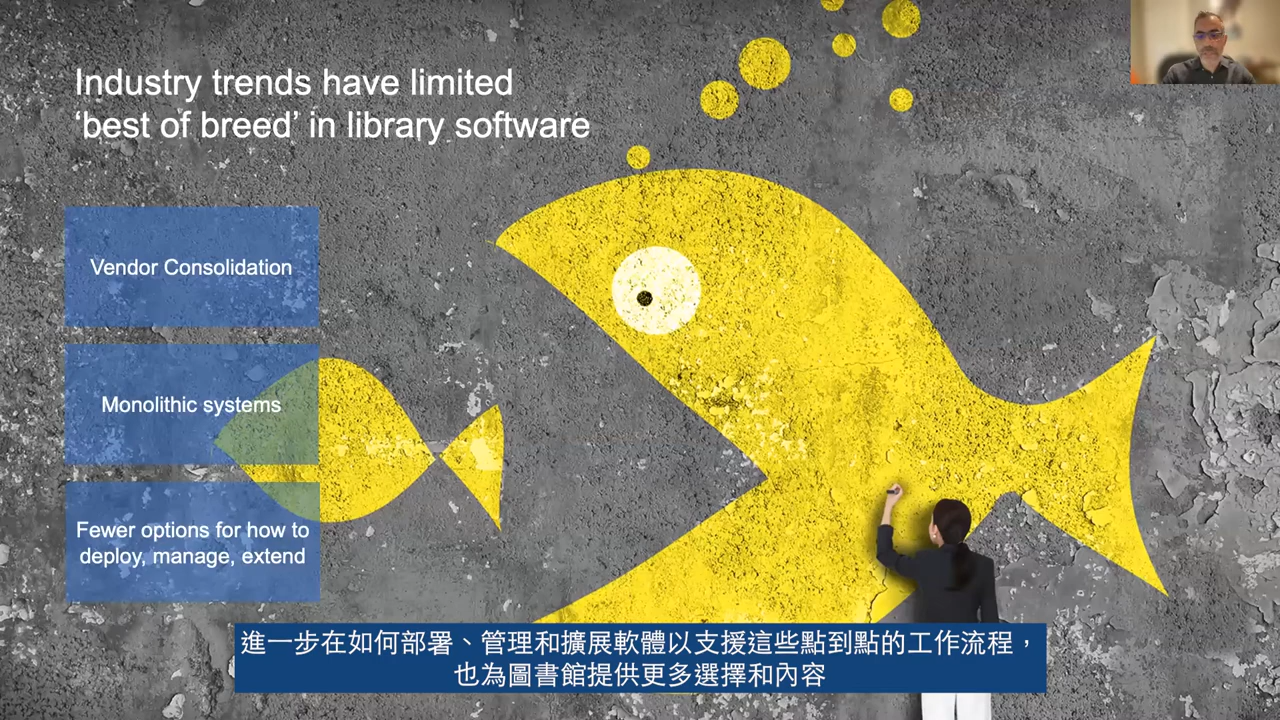 Industry trends have limited
‘best of breed’ in library software
Vendor Consolidation
Monolithic systems
Fewer options for how to
deploy, manage, extend
進一步在如何部署、管理和擴展軟體以支援這些點到點的工作流程，
也為圖書館提供更多選擇和內容